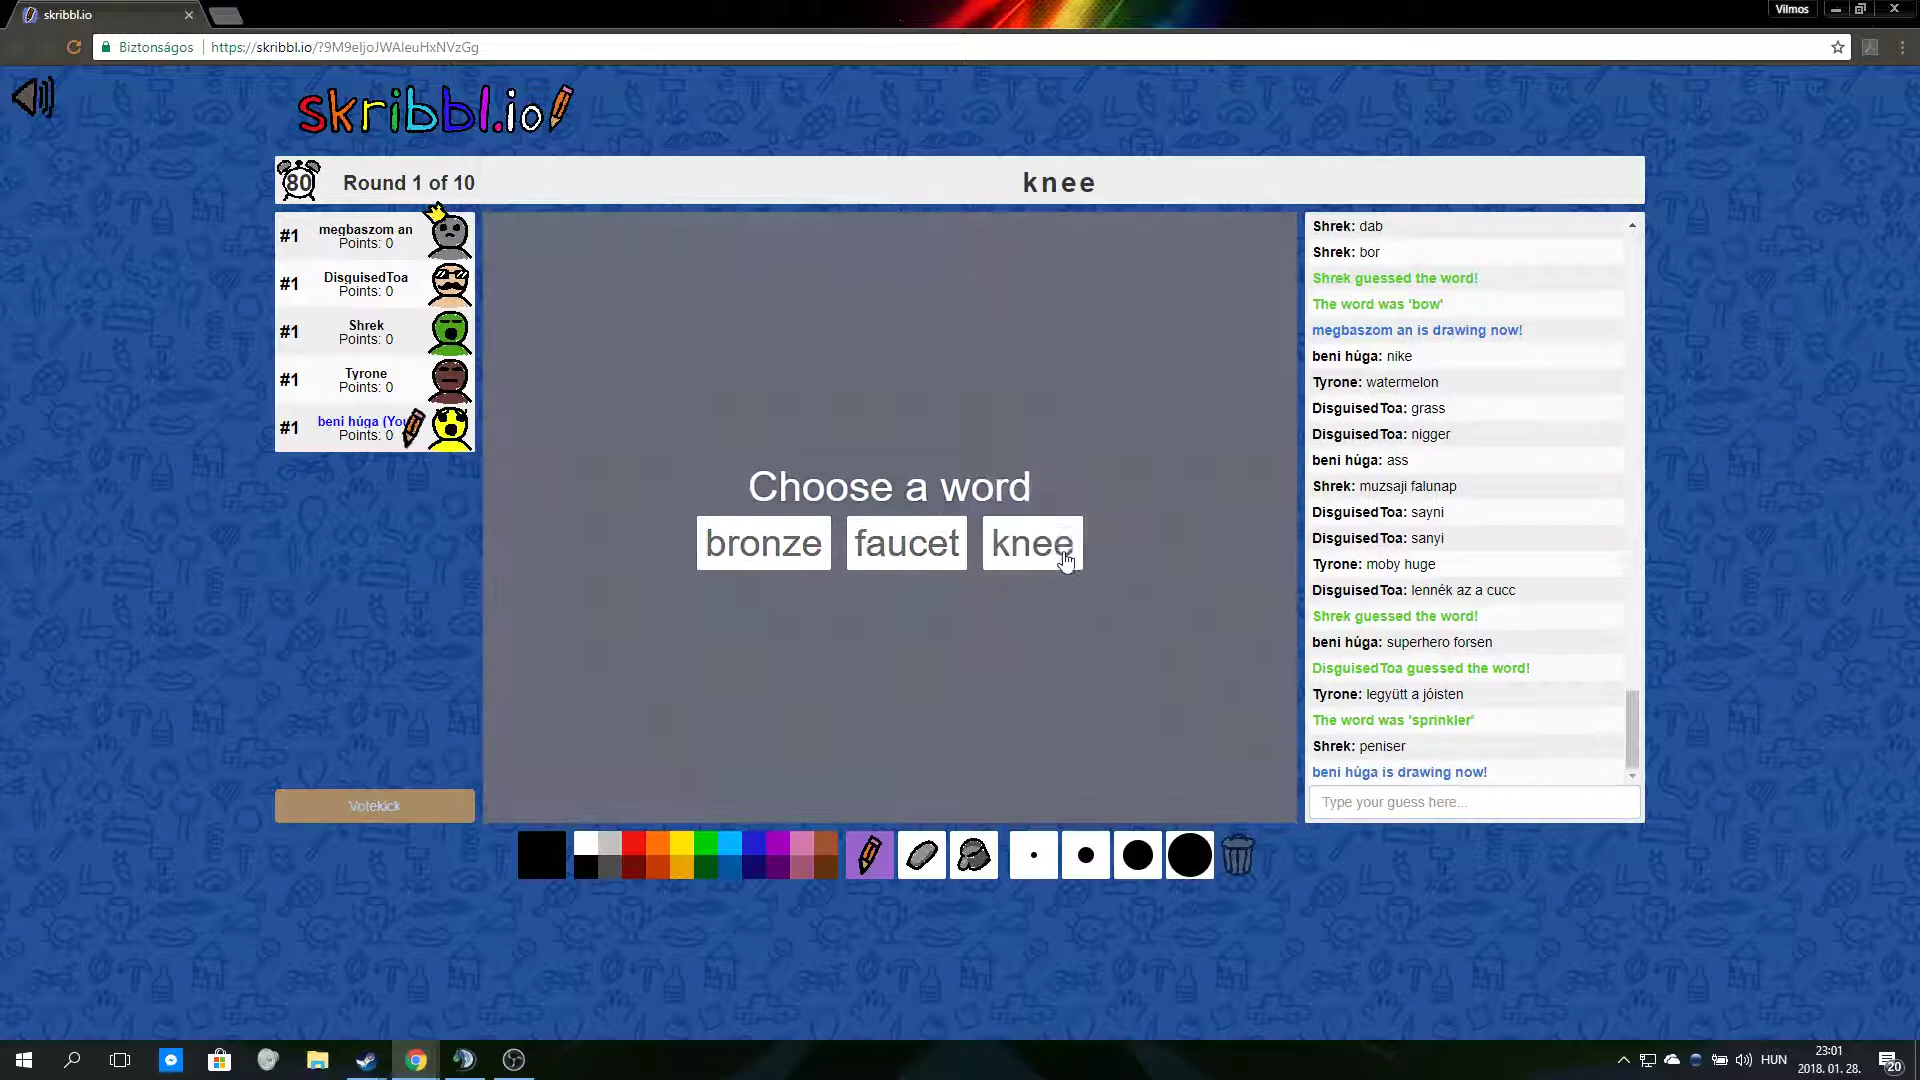 skribbl.io
Vilmos
Biztonságos
https://skribbl.io/?9M9eIjoJWAleuHxNVzGg
skribbl.io
80
Round 1 of 10
knee
#1
megbaszom an
Points: 0
#1
DisguisedToa
Points: 0
#1
Shrek
Points: 0
#1
Tyrone
Points: 0
#1
beni húga (You
Points: 0
Votekick
Choose a word
bronze
faucet
knee
Shrek: dab
Shrek: bor
Shrek guessed the word!
The word was 'bow'
megbaszom an is drawing now!
beni húga: nike
Tyrone: watermelon
DisguisedToa: grass
DisguisedToa: nigger
beni húga: ass
Shrek: muzsaji falunap
DisguisedToa: sayni
DisguisedToa: sanyi
Tyrone: moby huge
DisguisedToa: lennék az a cucc
Shrek guessed the word!
beni húga: superhero forsen
DisguisedToa guessed the word!
Tyrone: legyütt a jóisten
The word was 'sprinkler'
Shrek: peniser
beni húga is drawing now!
Type your guess here...
HUN
23:01
2018. 01. 28.
20